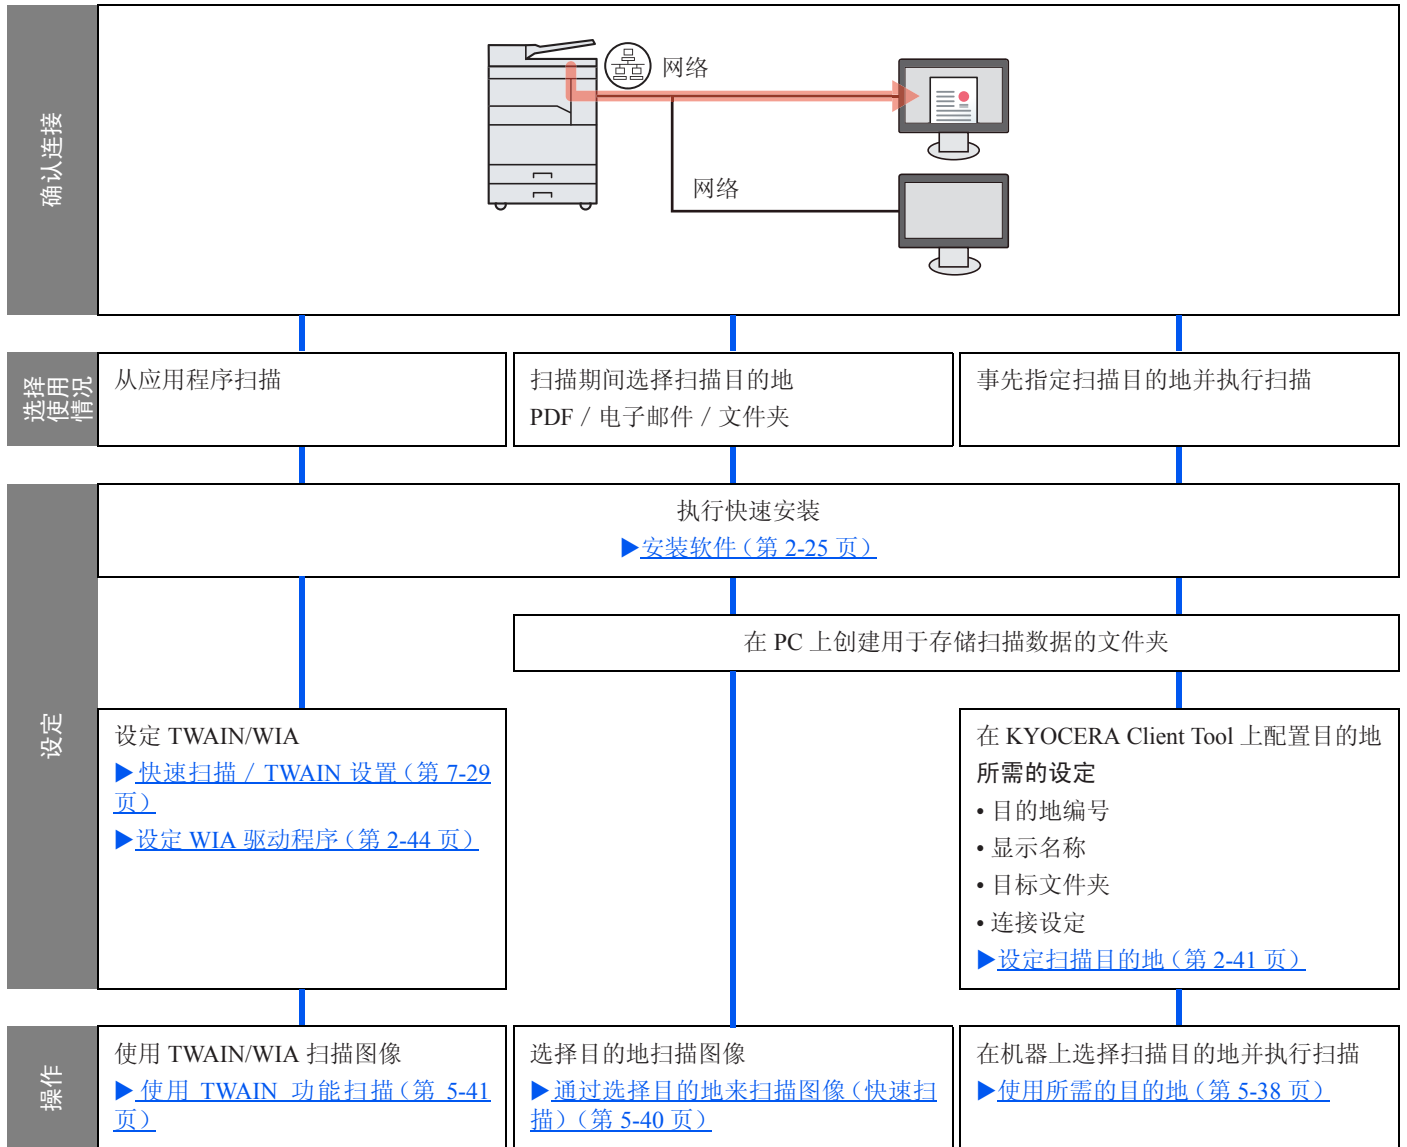 确认连接
网络
网络
选择
使用
情况
从应用程序扫描
扫描期间选择扫描目的地
PDF / 电子邮件 / 文件夹
事先指定扫描目的地并执行扫描
设定
执行快速安装
▶安装软件(第 2-25 页)
在 PC 上创建用于存储扫描数据的文件夹
设定 TWAIN/WIA
▶快速扫描 / TWAIN 设置(第 7-29
页)
▶设定 WIA 驱动程序(第 2-44 页)
在 KYOCERA Client Tool 上配置目的地
所需的设定
• 目的地编号
• 显示名称
• 目标文件夹
• 连接设定
▶设定扫描目的地(第 2-41 页)
操作
使用 TWAIN/WIA 扫描图像
▶使用 TWAIN 功能扫描(第 5-41
页)
选择目的地扫描图像
▶通过选择目的地来扫描图像(快速扫
描)(第 5-40 页)
在机器上选择扫描目的地并执行扫描
▶使用所需的目的地(第 5-38 页)